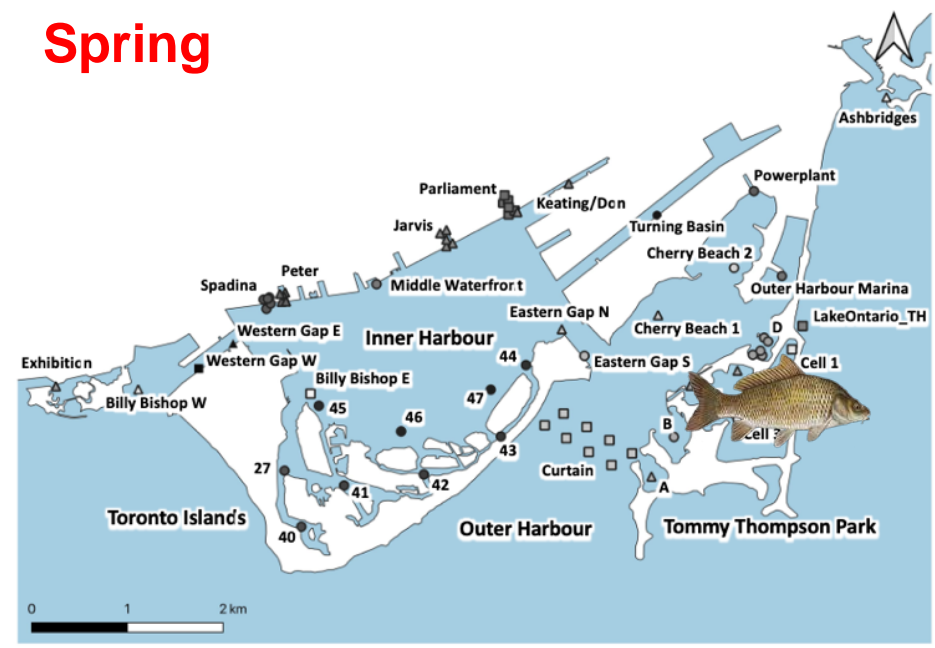 Spring
Ashbridges
Powerplant
Parliament
Keating/Don
Turning Basin
Jarvis
Cherry Beach 2
Peter
Spadina
Middle Waterfront
Outer Harbour Marina
Eastern Gap N
LakeOntario_TH
Western Gap E
Inner Harbour
Cherry Beach 1
D
Exhibition
Western Gap W
44
Eastern Gap S
Cell 1
Billy Bishop E
Billy Bishop W
47
45
46
B
Cell 3
43
27
Curtain
41
42
A
Toronto Islands
Outer Harbour
Tommy Thompson Park
40
0 1 2 km